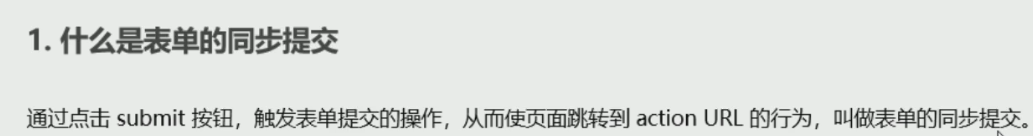 1. 什么是表单的同步提交
通过点击 submit 按钮，触发表单提交的操作，从而使页面跳转到 action URL 的行为，叫做表单的同步提交。